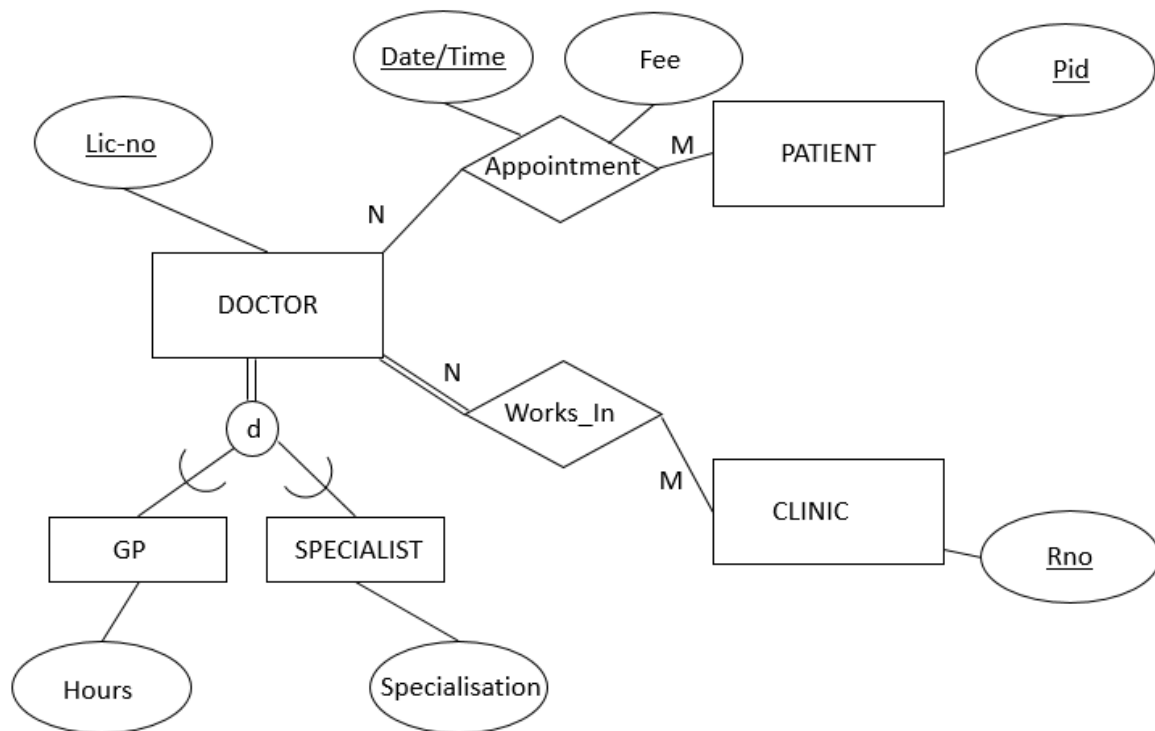 Date/Time
Fee
Pid
Lic-no
Appointment
M
PATIENT
N
DOCTOR
N
Works_In
d
M
CLINIC
GP
SPECIALIST
Rno
Hours
Specialisation